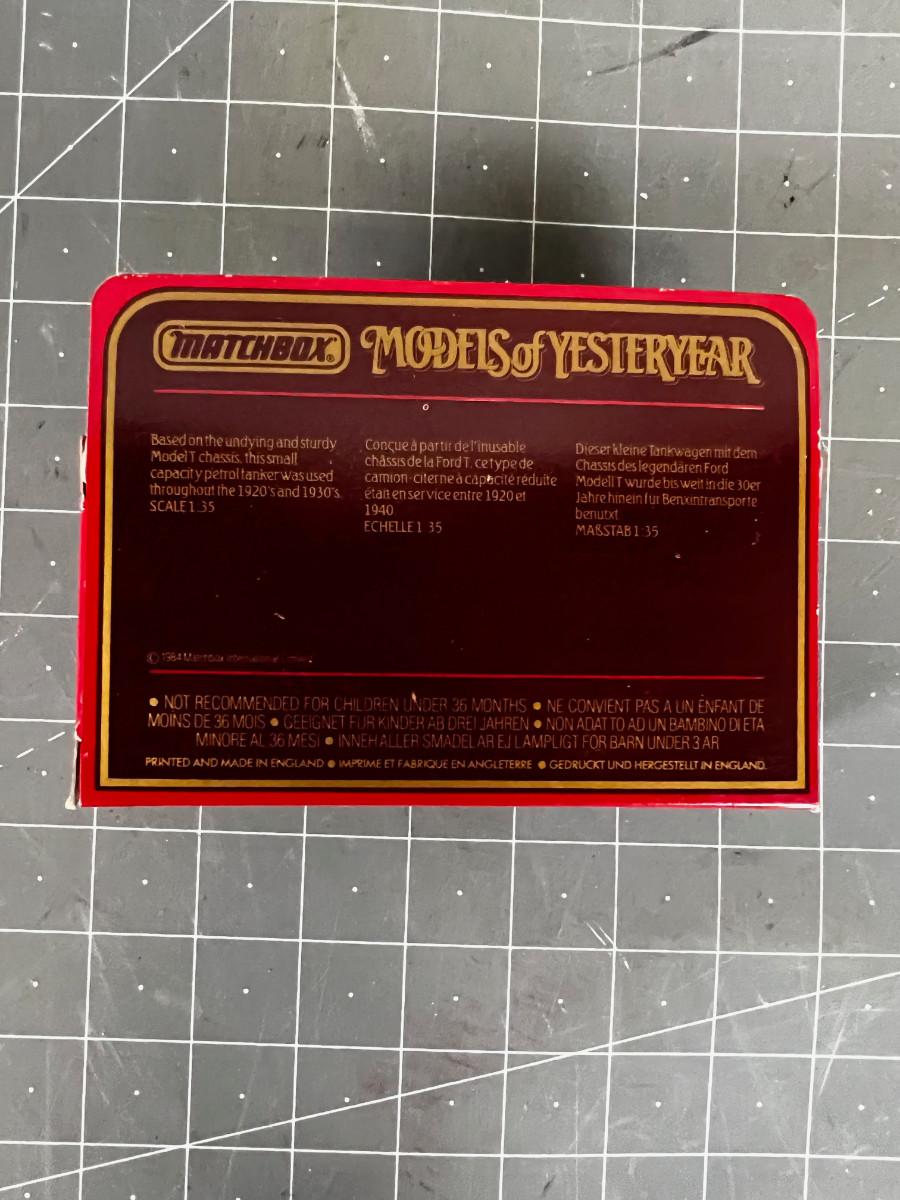 MATCHBOX® MODELS of YESTERYEAR
Based on the undying and sturdy
Model T chassis, this small
capacity petrol tanker was used
throughout the 1920's and 1930's.
SCALE 1:35
Conçue à partir de l'inusable
châssis de la Ford T, ce type de
camion-citerne à capacité réduite
était en service entre 1920 et
1940
ECHELLE 1:35
Dieser kleine Tankwagen mit dem
Chassis des legendären Ford
Modell T wurde bis weit in die 30er
Jahre hinein für Benxintransporte
benutxt
MAßSTAB 1:35
© 1984 Matchbox International Limited
● NOT RECOMMENDED FOR CHILDREN UNDER 36 MONTHS ● NE CONVIENT PAS A UN ENFANT DE
MOINS DE 36 MOIS ● GEEIGNET FUR KINDER AB DREI JAHREN ● NON ADATTO AD UN BAMBINO DI ETA
MINORE AL 36 MESI ● INNEHALLER SMADELAR EJ LAMPLIGT FOR BARN UNDER 3 AR
PRINTED AND MADE IN ENGLAND ● IMPRIME ET FABRIQUE EN ANGLETERRE ● GEDRUCKT UND HERGESTELLT IN ENGLAND.